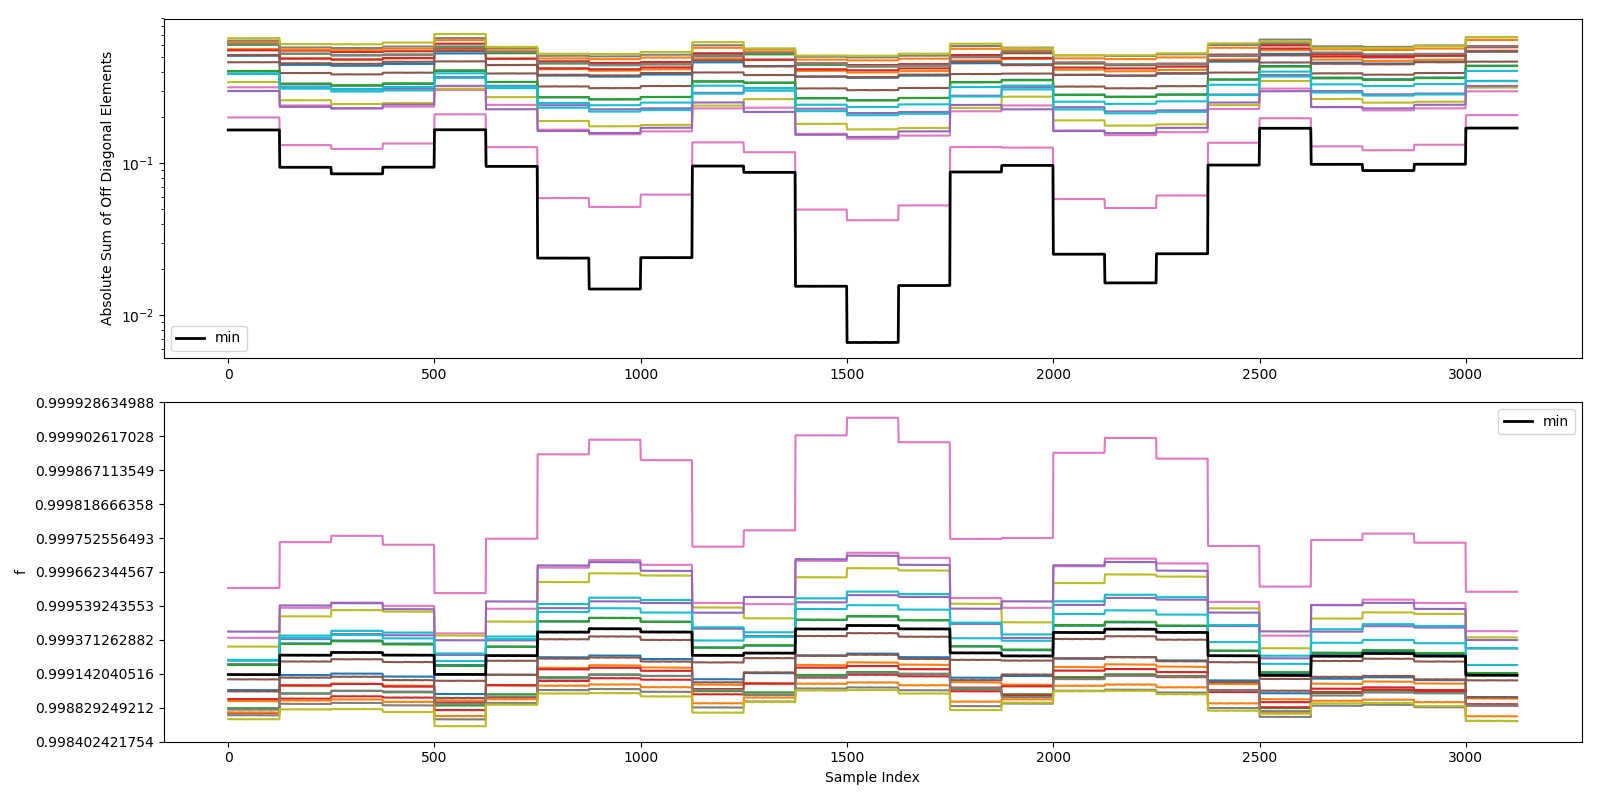 Absolute Sum of Off Diagonal Elements
10⁻¹
10⁻²
min
0 500 1000 1500 2000 2500 3000
f
0.999928634988
0.999902617028
0.999867113549
0.999818666358
0.999752556493
0.999662344567
0.999539243553
0.999371262882
0.999142040516
0.998829249212
0.998402421754
min
0 500 1000 1500 2000 2500 3000
Sample Index